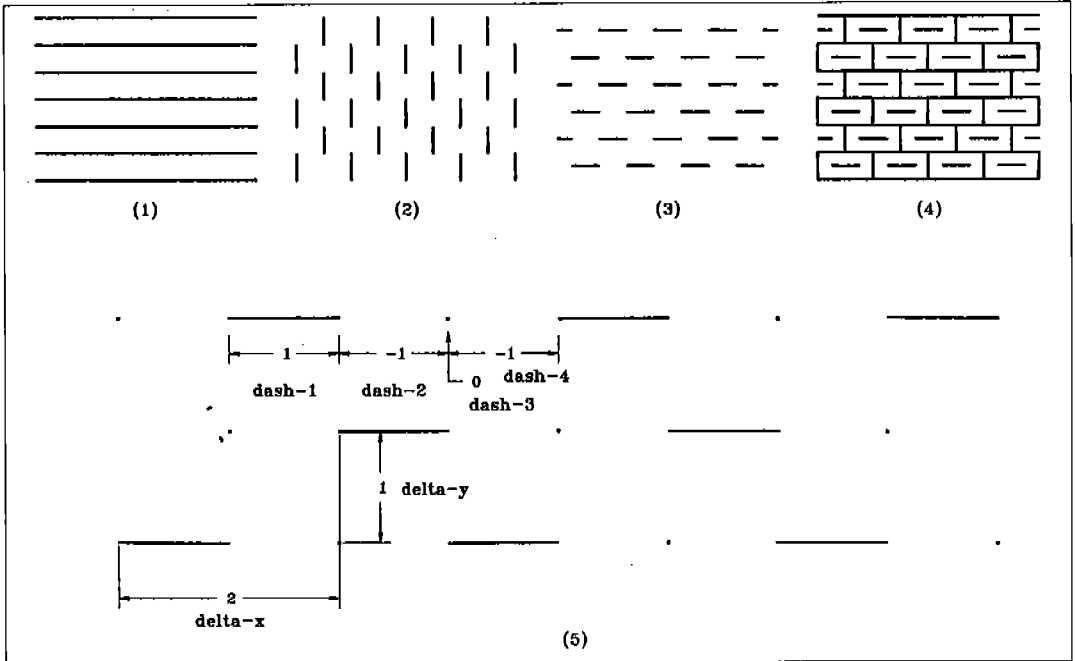 (1) (2) (3) (4)
1 -1 -1
dash-1 dash-2 0 dash-4
dash-3
1 delta-y
2
delta-x
(5)